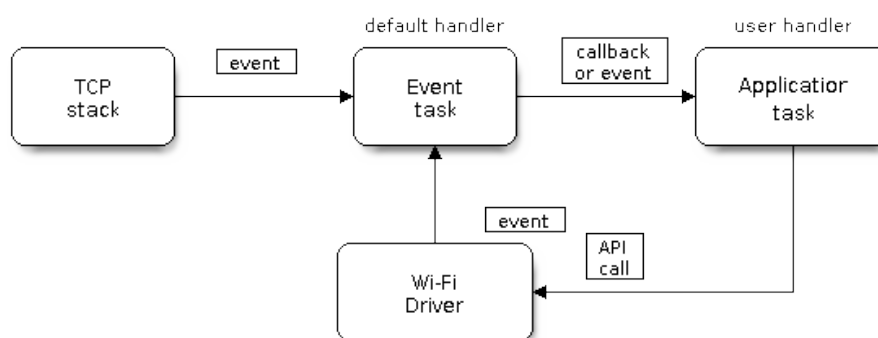 default handler
user handler
event
callback
or event
TCP
stack
Event
task
Application
task
event
API
call
Wi-Fi
Driver